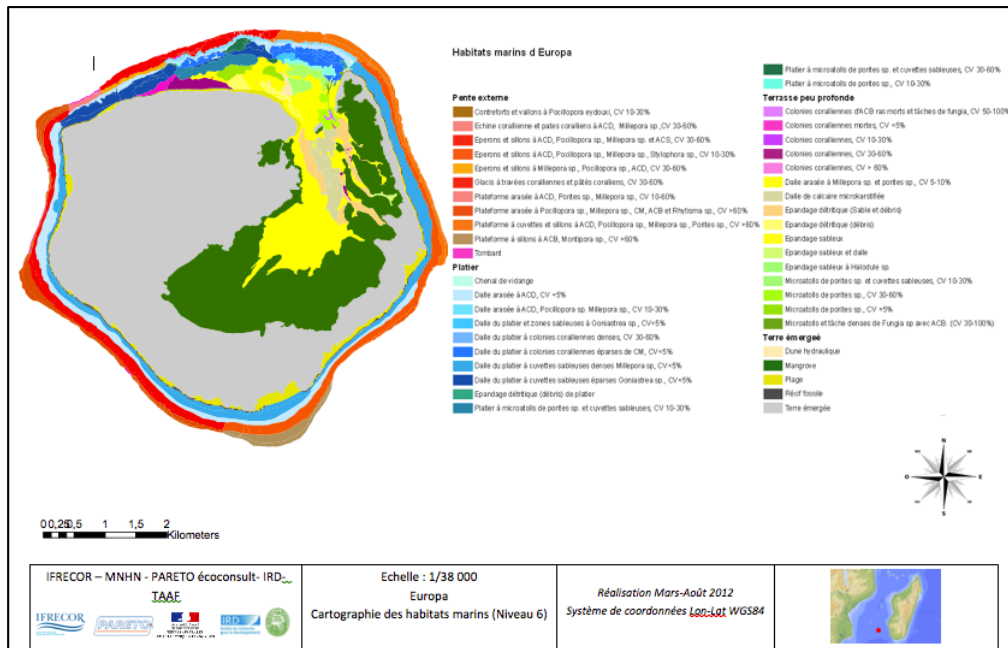 Habitats marins d Europa
Pente externe
Contreforts et vallons à Pocillopora eydouxi, CV 10-30%
Echine corallienne et pates coralliens à ACD, Millepora sp.,CV 30-60%
Eperons et sillons à ACD, Pocillopora sp., Millepora sp. et ACS, CV 30-60%
Eperons et sillons à ACD, Pocillopora sp., Millepora sp., Stylophora sp., CV 10-30%
Eperons et sillons à Millepora sp., Pocillopora sp., ACD, CV 30-60%
Glacis à travées coralliennes et pâtés coralliens, CV 30-60%
Plateforme arasée à ACD, Porites sp., Millepora sp., CV 10-60%
Plateforme arasée à Pocillopora sp., Millepora sp., CM, ACB et Rhytisma sp., CV >60%
Plateforme à cuvettes et sillons à ACD, Pocillopora sp., Millepora sp., Porites sp., CV >60%
Plateforme à sillons à ACB, Montipora sp., CV >60%
Tombant
Platier
Chenal de vidange
Dalle arasée à ACD, CV <5%
Dalle arasée à ACD, Pocillopora sp. Millepora sp., CV 10-30%
Dalle du platier et zones sableuses à Goniastrea sp., CV<5%
Dalle du platier à colonies coralliennes denses, CV 30-60%
Dalle du platier à colonies coralliennes éparses de CM, CV<5%
Dalle du platier à cuvettes sableuses denses Millepora sp., CV<5%
Dalle du platier à cuvettes sableuses éparses Goniastrea sp., CV<5%
Epandage détritique (débris) de platier
Platier à microatolls de porites sp. et cuvettes sableuses, CV 10-30%
Platier à microatolls de porites sp. et cuvettes sableuses, CV 30-60%
Platier à microatolls de porites sp., CV 10-30%
Terrasse peu profonde
Colonies coralliennes d'ACB ras morts et tâches de fungia, CV 50-100%
Colonies coralliennes mortes, CV <5%
Colonies coralliennes, CV 10-30%
Colonies coralliennes, CV 30-60%
Colonies coralliennes, CV > 60%
Dalle arasée à Millepora sp. et porites sp., CV 5-10%
Dalle de calcaire microkarstifiée
Epandage détritique (Sable et débris)
Epandage détritique (débris)
Epandage sableux
Epandage sableux et dalle
Epandage sableux à Halodule sp.
Microatolls de porites sp. et cuvettes sableuses, CV 10-30%
Microatolls de porites sp., CV 30-60%
Microatolls de porites sp., CV <5%
Microatolls et tâche denses de Fungia sp avec ACB. (CV 30-100%)
Terre émergeé
Dune hydraulique
Mangrove
Plage
Récif fossile
Terre émergée
N
NE
E
SE
S
SO
O
NO
0 0,250,5 1 1,5 2
Kilometers
IFRECOR – MNHN - PARETO écoconsult- IRD-
TAAF
IFRECOR
PARETO
IRD
Echelle : 1/38 000
Europa
Cartographie des habitats marins (Niveau 6)
Réalisation Mars-Août 2012
Système de coordonnées Lon-Lat WGS84